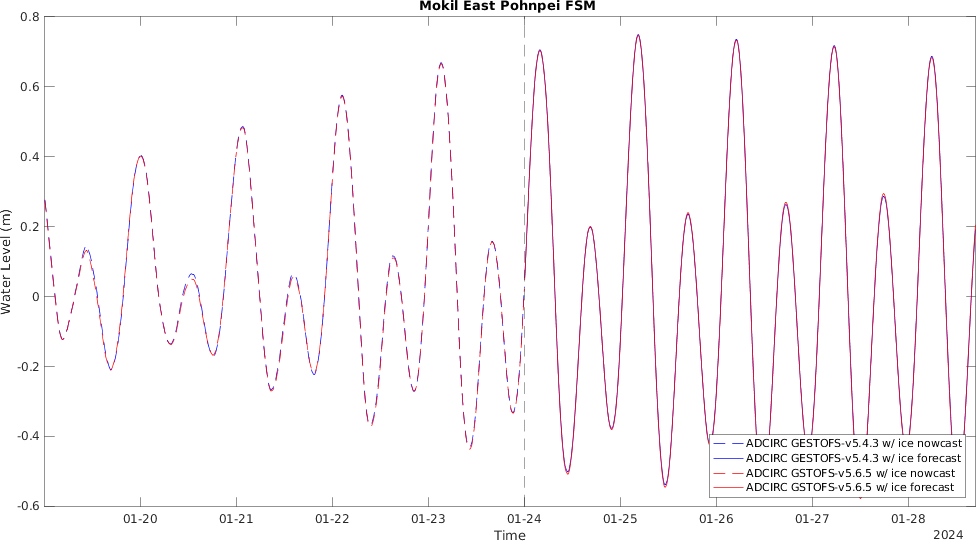 Mokil East Pohnpei FSM
Water Level (m)
0.8
0.6
0.4
0.2
0
-0.2
-0.4
-0.6
ADCIRC GESTOFS-v5.4.3 w/ ice nowcast
ADCIRC GESTOFS-v5.4.3 w/ ice forecast
ADCIRC GSTOFS-v5.6.5 w/ ice nowcast
ADCIRC GSTOFS-v5.6.5 w/ ice forecast
01-20 01-21 01-22 01-23 01-24 01-25 01-26 01-27 01-28
Time
2024